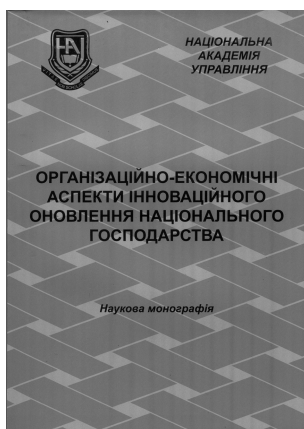 НАЦІОНАЛЬНА
АКАДЕМІЯ
УПРАВЛІННЯ
ОРГАНІЗАЦІЙНО-ЕКОНОМІЧНІ
АСПЕКТИ ІННОВАЦІЙНОГО
ОНОВЛЕННЯ НАЦІОНАЛЬНОГО
ГОСПОДАРСТВА
Наукова монографія